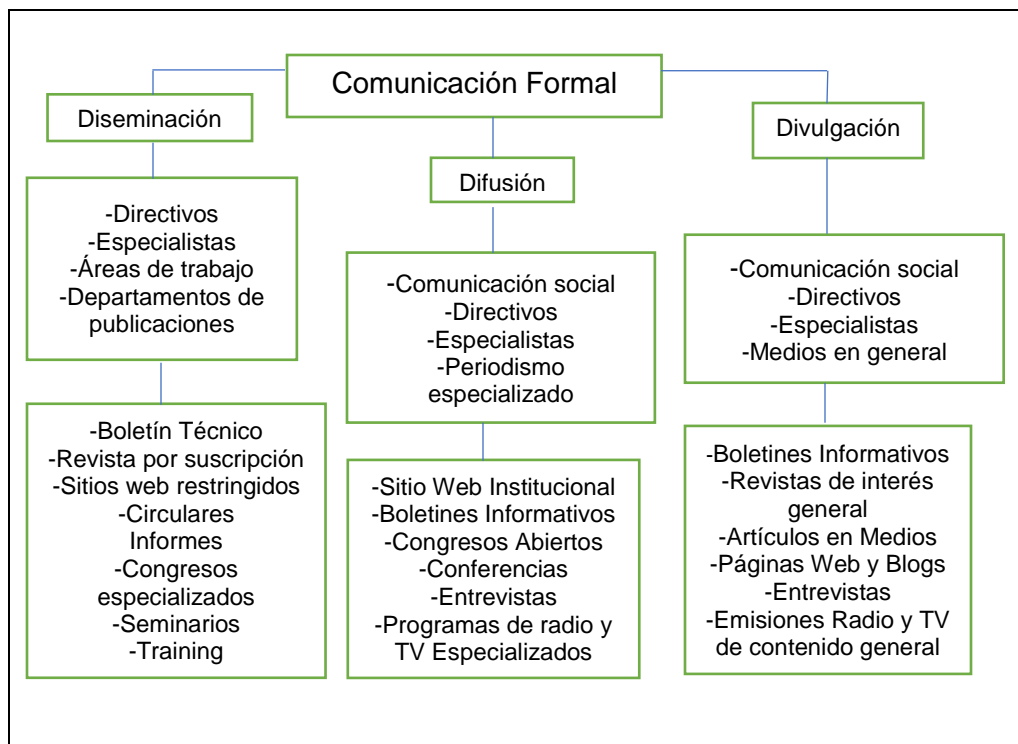 Comunicación Formal
Diseminación
-Directivos
-Especialistas
-Áreas de trabajo
-Departamentos de
publicaciones
-Boletín Técnico
-Revista por suscripción
-Sitios web restringidos
-Circulares
Informes
-Congresos
especializados
-Seminarios
-Training
Difusión
-Comunicación social
-Directivos
-Especialistas
-Periodismo
especializado
-Sitio Web Institucional
-Boletines Informativos
-Congresos Abiertos
-Conferencias
-Entrevistas
-Programas de radio y
TV Especializados
Divulgación
-Comunicación social
-Directivos
-Especialistas
-Medios en general
-Boletines Informativos
-Revistas de interés
general
-Artículos en Medios
-Páginas Web y Blogs
-Entrevistas
-Emisiones Radio y TV
de contenido general